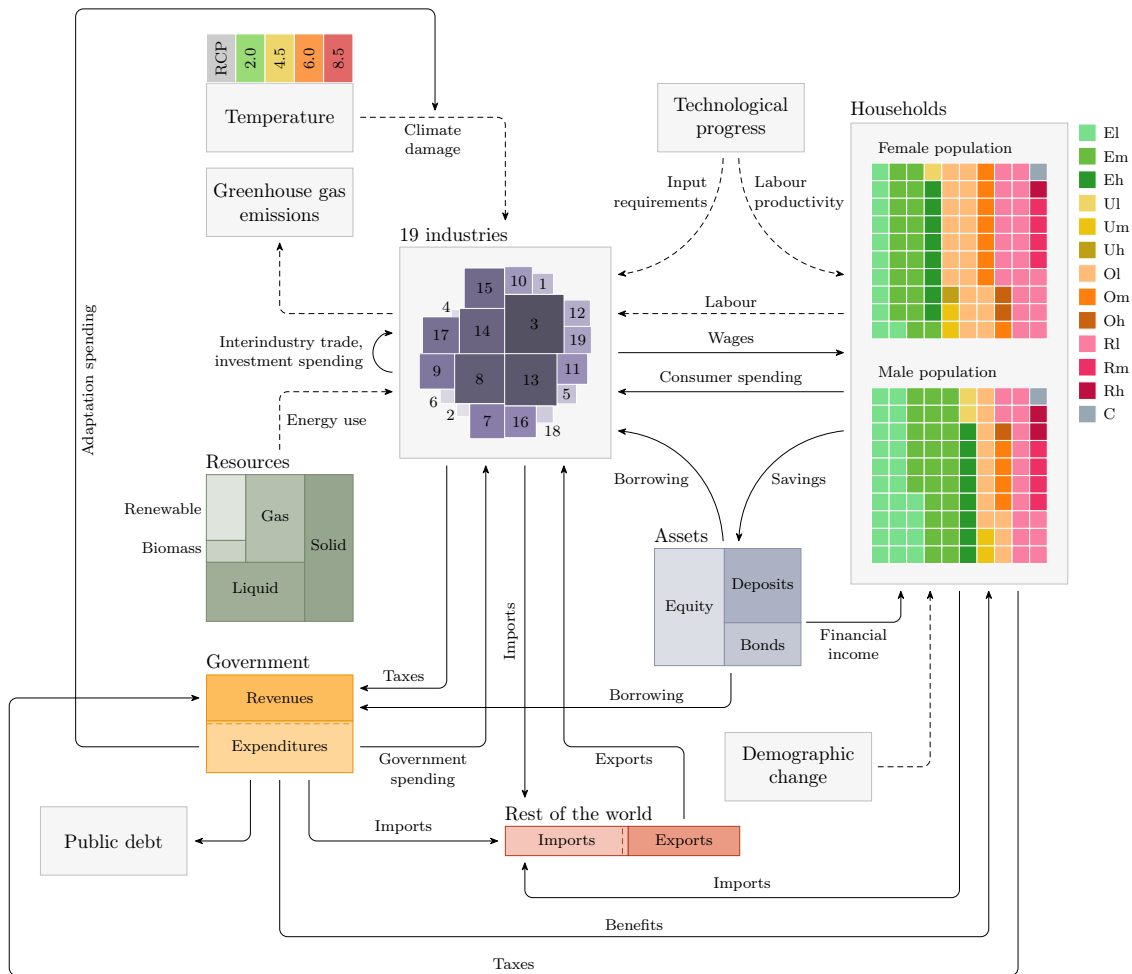 RCP
2.0
4.5
6.0
8.5
Temperature
Climate
damage
Greenhouse gas
emissions
Technological
progress
Input
requirements
Labour
productivity
Households
Female population
Male population
El
Em
Eh
Ul
Um
Uh
Ol
Om
Oh
Rl
Rm
Rh
C
19 industries
15
10
1
4
3
12
17
14
19
9
8
13
11
6
5
2
7
16
18
Interindustry trade,
investment spending
Energy use
Adaptation spending
Labour
Wages
Consumer spending
Borrowing
Savings
Resources
Renewable
Biomass
Gas
Solid
Liquid
Imports
Assets
Equity
Deposits
Bonds
Financial
income
Government
Revenues
Expenditures
Taxes
Borrowing
Government
spending
Exports
Demographic
change
Public debt
Imports
Rest of the world
Imports
Exports
Imports
Benefits
Taxes